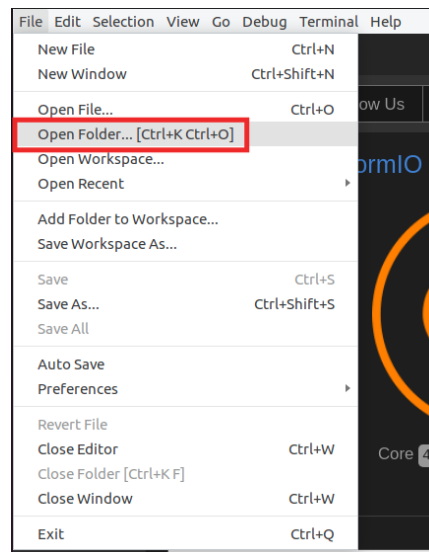 File Edit Selection View Go Debug Terminal Help
New File Ctrl+N
New Window Ctrl+Shift+N
Open File... Ctrl+O
ow Us
Open Folder... [Ctrl+K Ctrl+O]
Open Workspace...
ormIO
Open Recent
Add Folder to Workspace...
Save Workspace As...
Save Ctrl+S
Save As... Ctrl+Shift+S
Save All
Auto Save
Preferences
Revert File
Close Editor Ctrl+W
Core 4
Close Folder [Ctrl+K F]
Close Window Ctrl+W
Exit Ctrl+Q